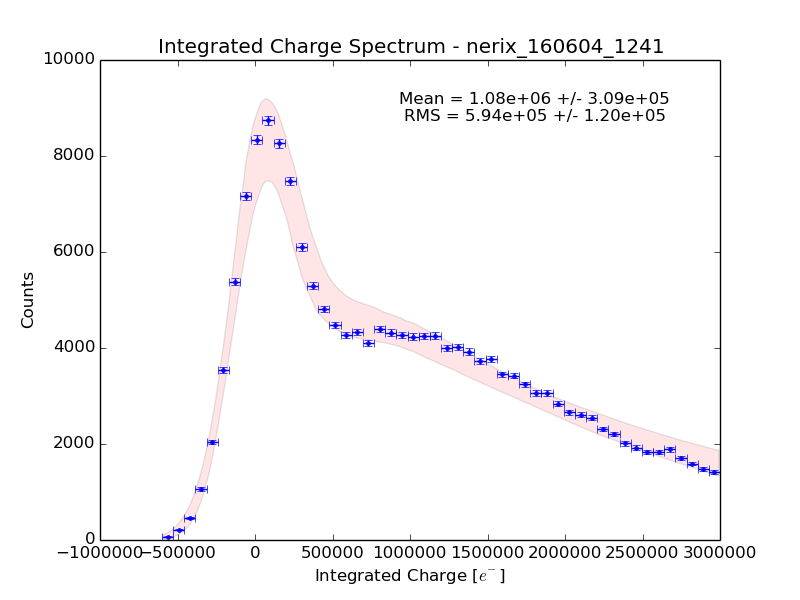 Integrated Charge Spectrum - nerix_160604_1241
10000
Mean = 1.08e+06 +/- 3.09e+05
RMS = 5.94e+05 +/- 1.20e+05
8000
6000
Counts
4000
2000
0
−1000000 −500000 0 500000 1000000 1500000 2000000 2500000 3000000
Integrated Charge [e⁻]